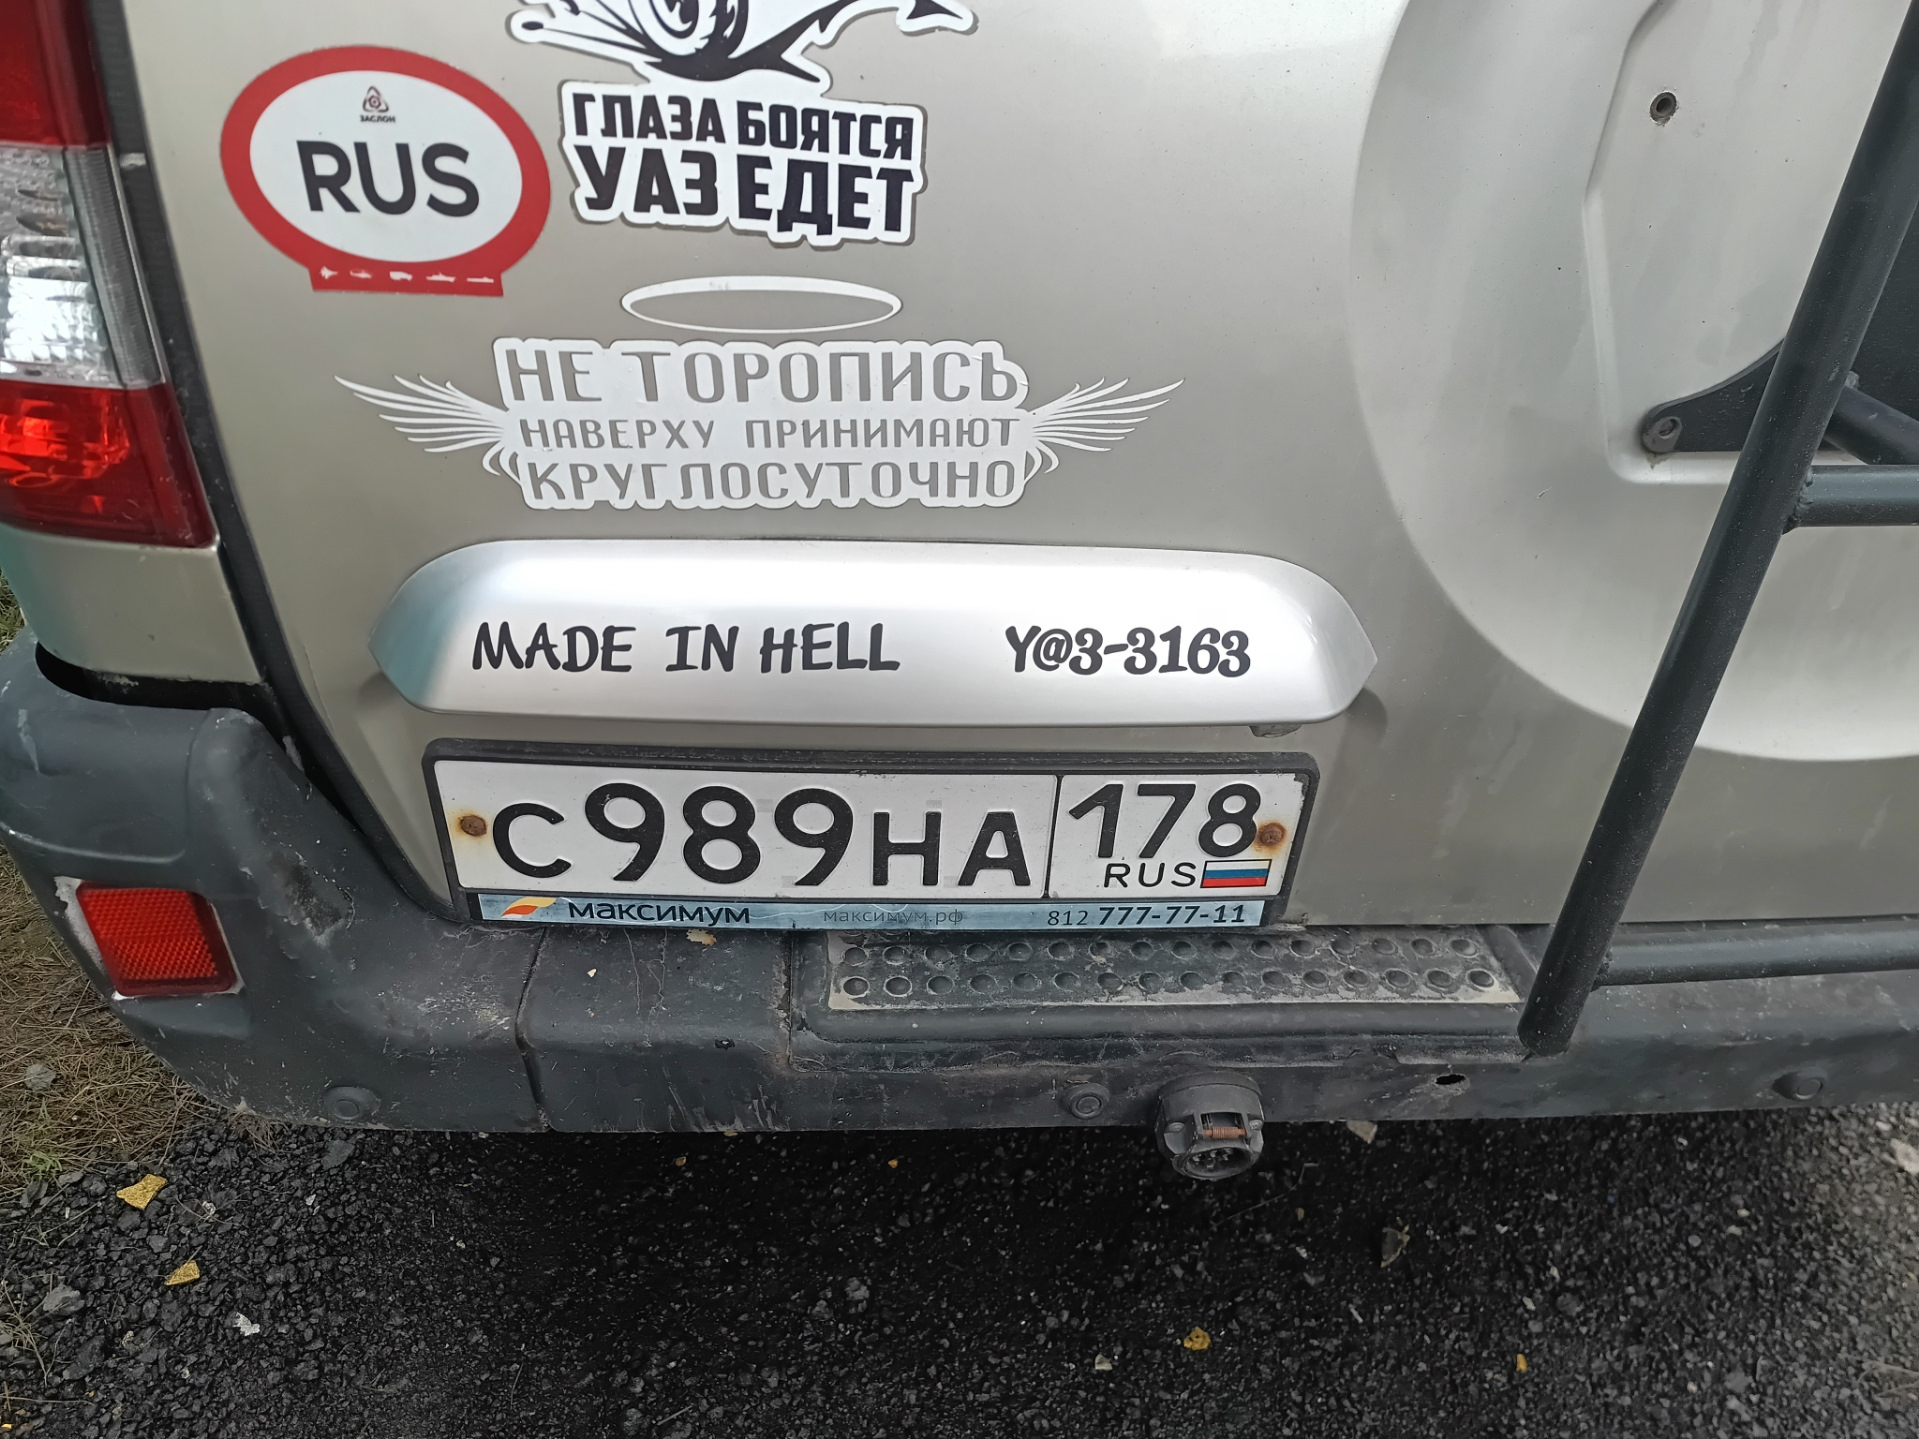 ЗАСЛОН
RUS
ГЛАЗА БОЯТСЯ
УАЗ ЕДЕТ
НЕ ТОРОПИСЬ
НАВЕРХУ ПРИНИМАЮТ
КРУГЛОСУТОЧНО
MADE IN HELL Y@3-3163
С989НА 178
RUS
максимум максимум.рф 812 777-77-11